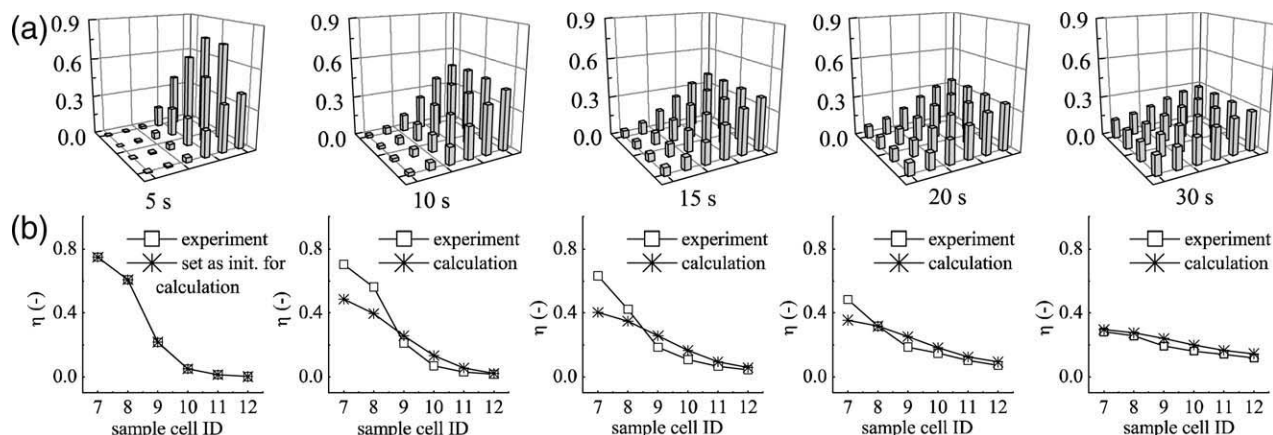 (a)
0.9 0.9 0.9 0.9 0.9
0.6 0.6 0.6 0.6 0.6
0.3 0.3 0.3 0.3 0.3
0.0 0.0 0.0 0.0 0.0
5 s 10 s 15 s 20 s 30 s
(b)
experiment
set as init. for
calculation
0.8
0.4
0.0
η (-)
7 8 9 10 11 12
sample cell ID
experiment
calculation
0.8
0.4
0.0
η (-)
7 8 9 10 11 12
sample cell ID
experiment
calculation
0.8
0.4
0.0
η (-)
7 8 9 10 11 12
sample cell ID
experiment
calculation
0.8
0.4
0.0
η (-)
7 8 9 10 11 12
sample cell ID
experiment
calculation
0.8
0.4
0.0
η (-)
7 8 9 10 11 12
sample cell ID